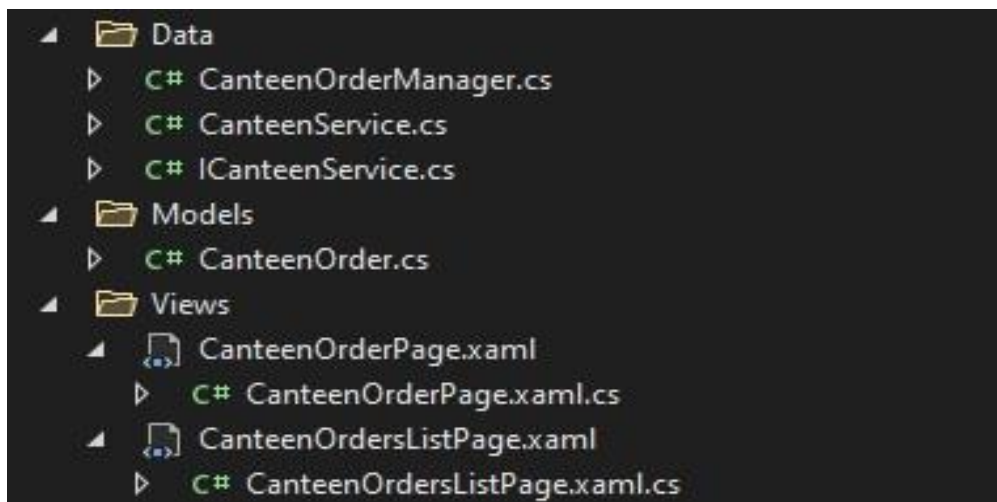 Data
C# CanteenOrderManager.cs
C# CanteenService.cs
C# ICanteenService.cs
Models
C# CanteenOrder.cs
Views
CanteenOrderPage.xaml
C# CanteenOrderPage.xaml.cs
CanteenOrdersListPage.xaml
C# CanteenOrdersListPage.xaml.cs